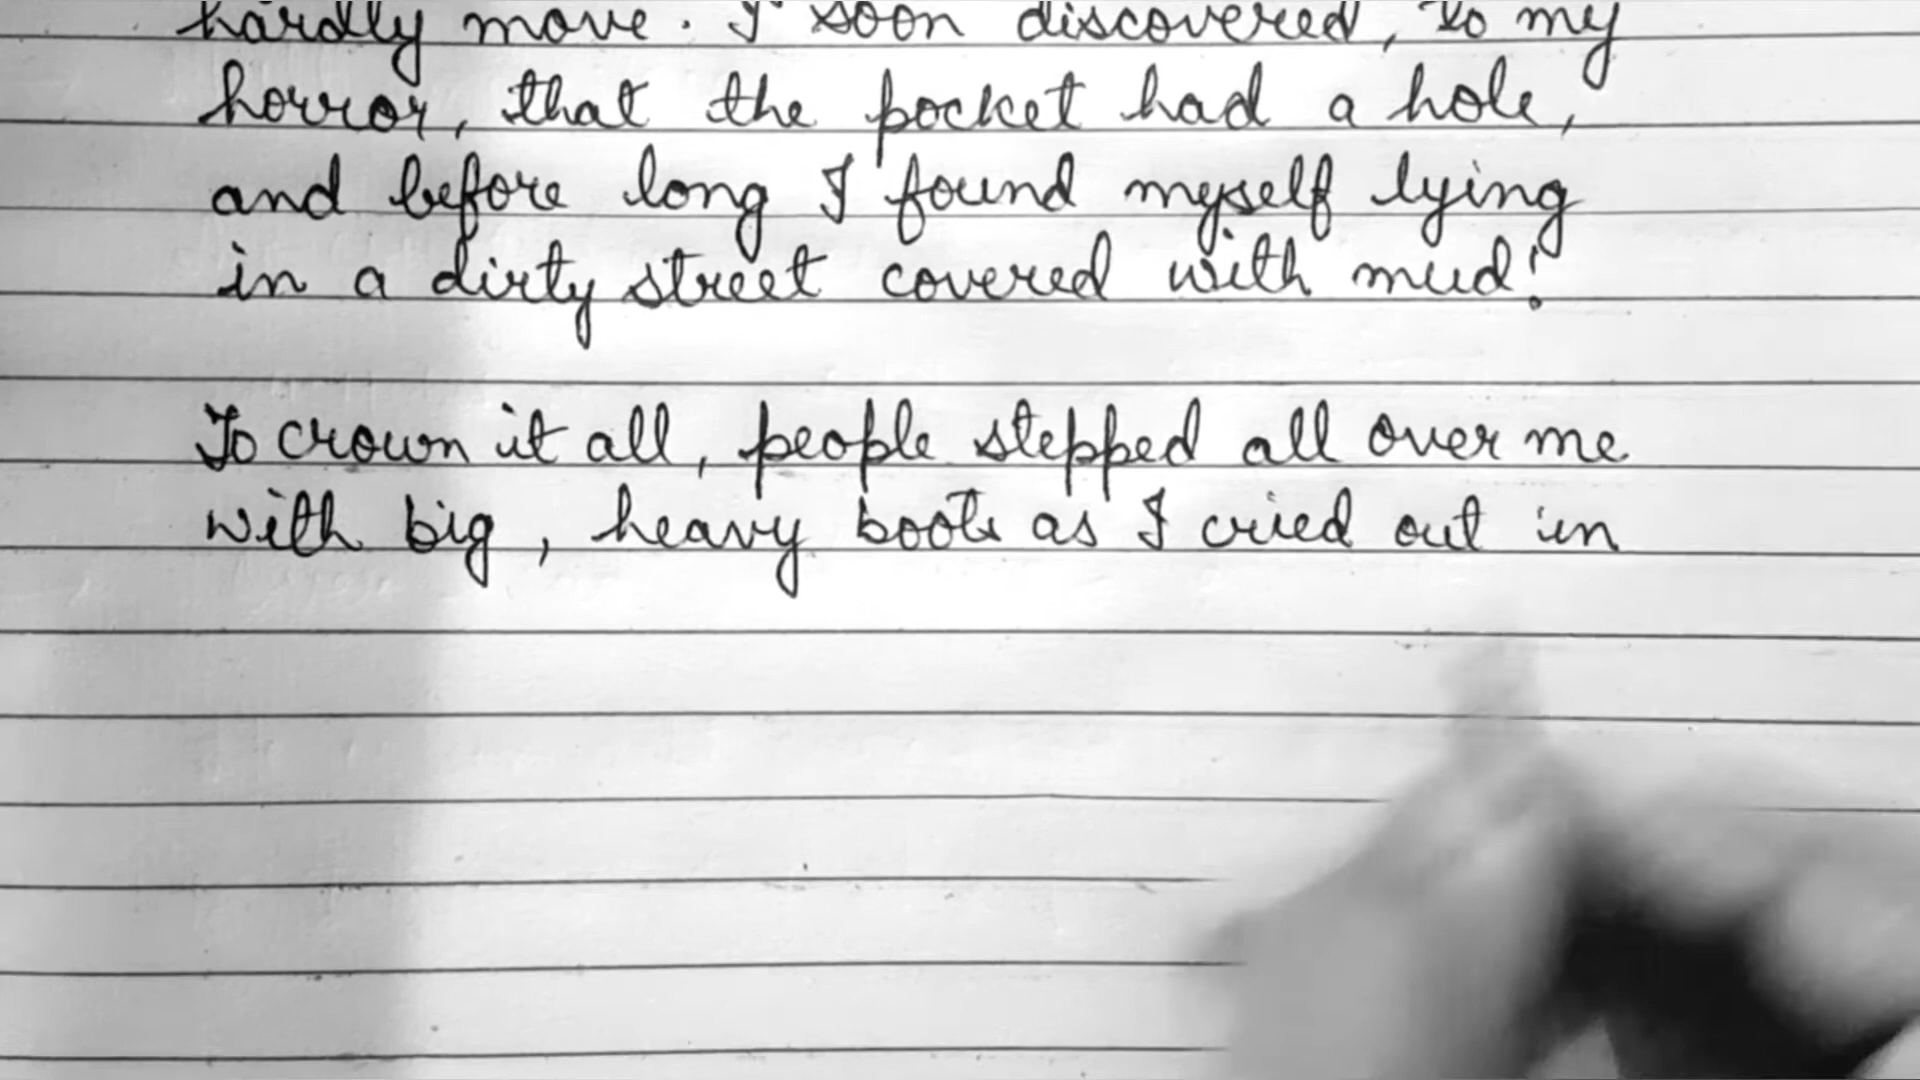 hardly move. I soon discovered, to my
horror, that the pocket had a hole,
and before long I found myself lying
in a dirty street covered with mud!
To crown it all, people stepped all over me
with big, heavy boots as I cried out in